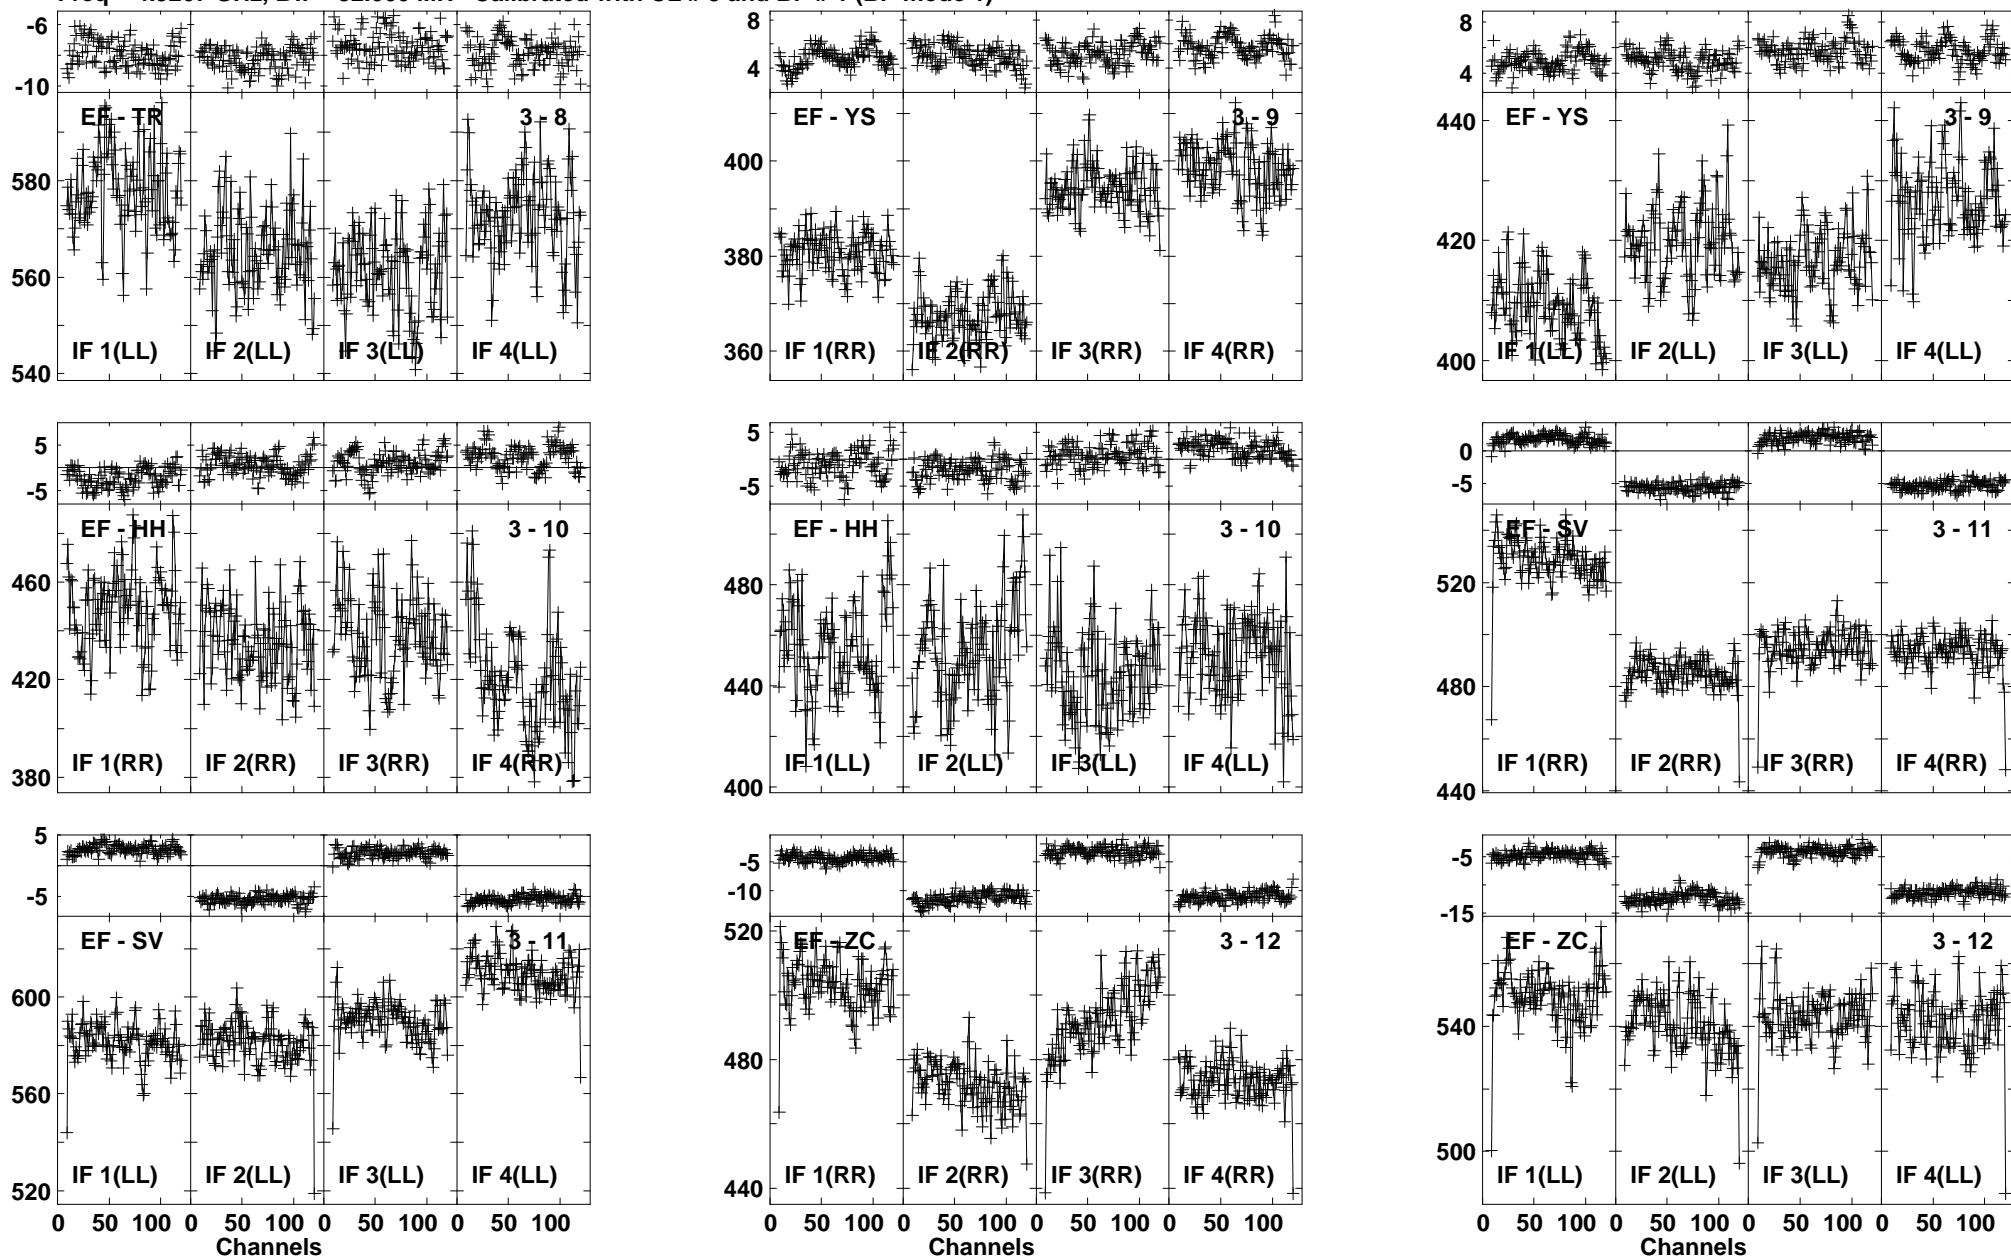 -6
-10
EF - TR 3 - 8
580
560
540
IF 1(LL) IF 2(LL) IF 3(LL) IF 4(LL)
8
4
EF - YS 3 - 9
400
380
360
IF 1(RR) IF 2(RR) IF 3(RR) IF 4(RR)
8
4
EF - YS 3 - 9
440
420
400
IF 1(LL) IF 2(LL) IF 3(LL) IF 4(LL)
5
-5
EF - HH 3 - 10
460
420
380
IF 1(RR) IF 2(RR) IF 3(RR) IF 4(RR)
5
-5
EF - HH 3 - 10
480
440
400
IF 1(LL) IF 2(LL) IF 3(LL) IF 4(LL)
0
-5
EF - SV 3 - 11
520
480
440
IF 1(RR) IF 2(RR) IF 3(RR) IF 4(RR)
5
-5
EF - SV 3 - 11
600
560
520
IF 1(LL) IF 2(LL) IF 3(LL) IF 4(LL)
0 50 100 0 50 100 0 50 100 0 50 100
Channels
-5
-10
EF - ZC 3 - 12
520
480
440
IF 1(RR) IF 2(RR) IF 3(RR) IF 4(RR)
0 50 100 0 50 100 0 50 100 0 50 100
Channels
-5
-15
EF - ZC 3 - 12
540
500
IF 1(LL) IF 2(LL) IF 3(LL) IF 4(LL)
0 50 100 0 50 100 0 50 100 0 50 100
Channels